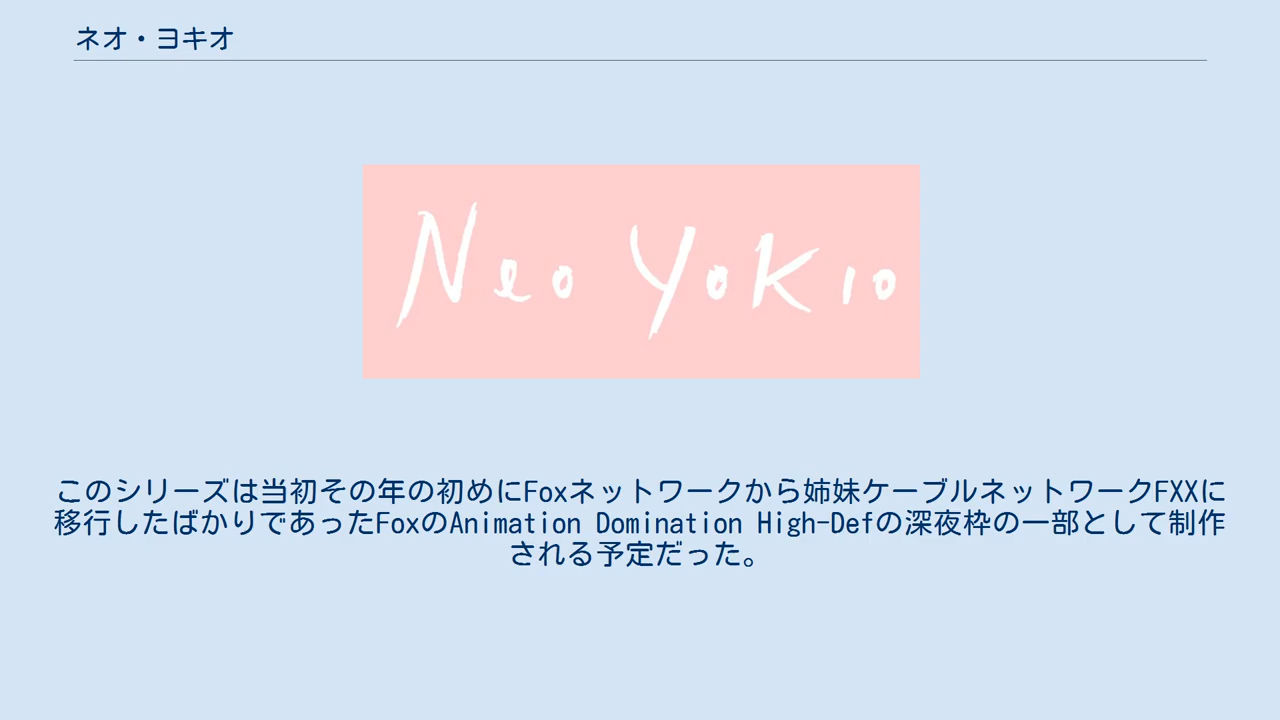 ネオ・ヨキオ
Neo Yokio
このシリーズは当初その年の初めにFoxネットワークから姉妹ケーブルネットワークFXXに
移行したばかりであったFoxのAnimation Domination High-Defの深夜枠の一部として制作
される予定だった。